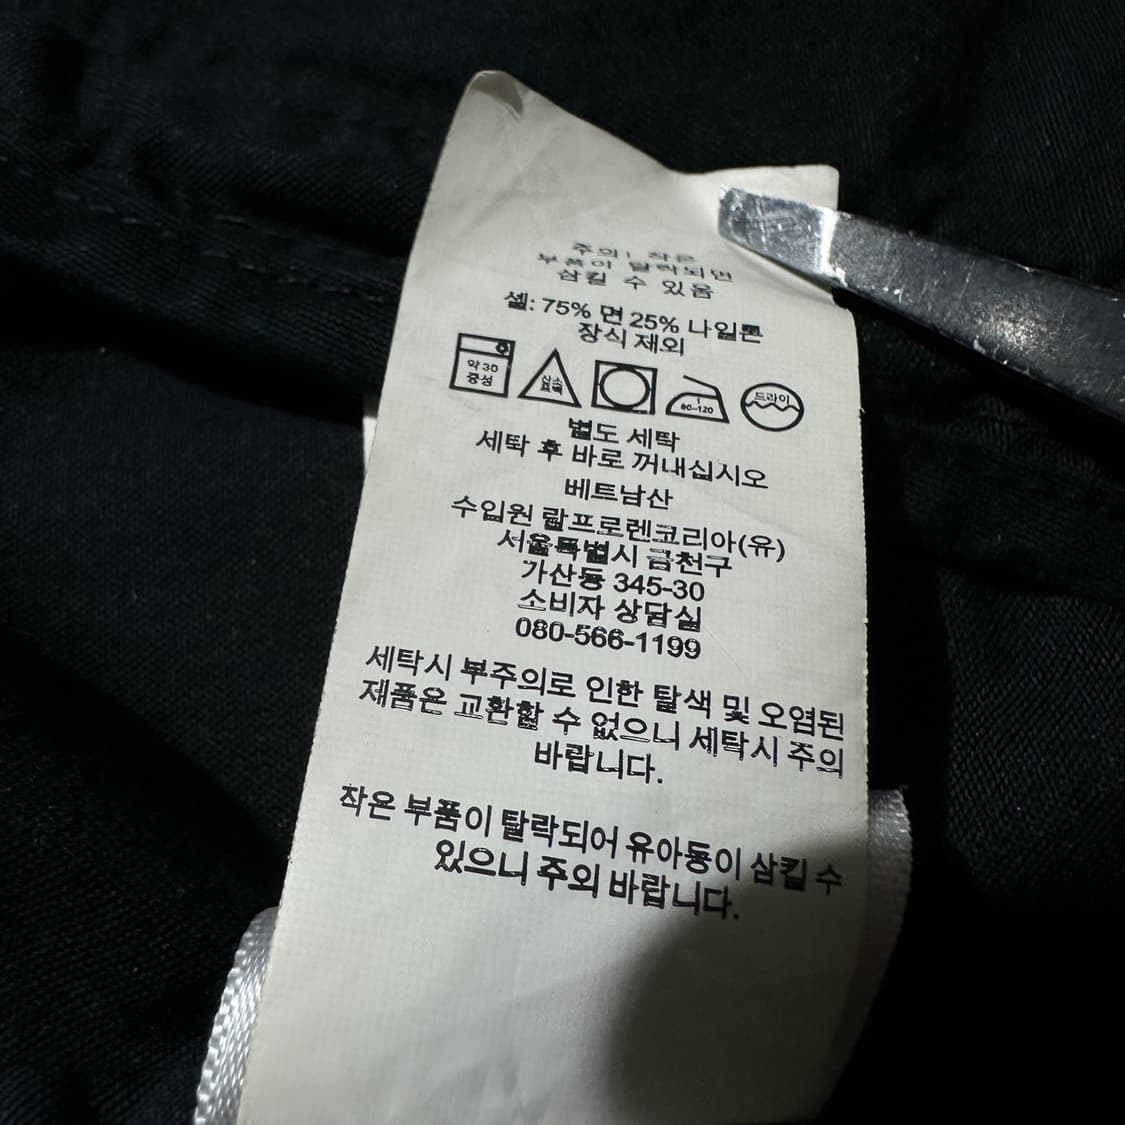 주의! 작은
부품이 탈락되면
삼킬 수 있음
셸: 75% 면 25% 나일론
장식 제외
약 30
중성
산소
표백
80~120
드라이
별도 세탁
세탁 후 바로 꺼내십시오
베트남산
수입원 랄프로렌코리아(유)
서울특별시 금천구
가산동 345-30
소비자 상담실
080-566-1199
세탁시 부주의로 인한 탈색 및 오염된
제품은 교환할 수 없으니 세탁시 주의
바랍니다.
작은 부품이 탈락되어 유아동이 삼킬 수
있으니 주의 바랍니다.